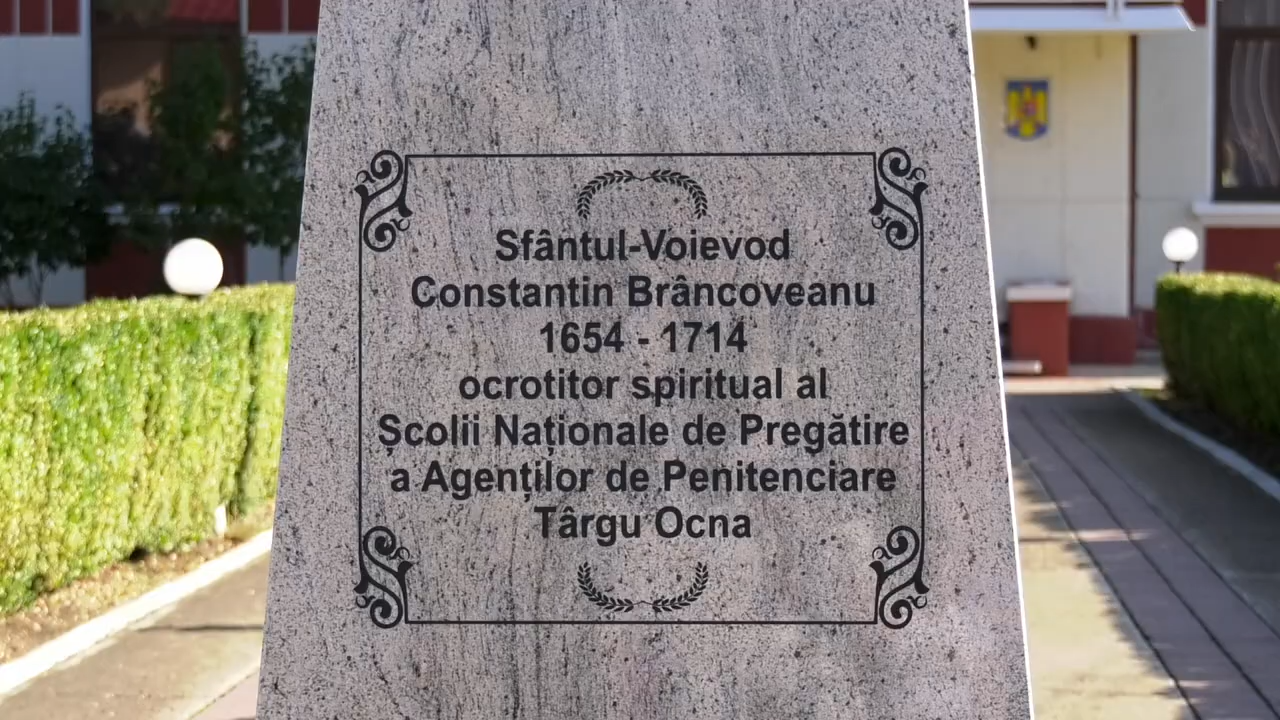 Sfântul-Voievod
Constantin Brâncoveanu
1654 - 1714
ocrotitor spiritual al
Școlii Naționale de Pregătire
a Agenților de Penitenciare
Târgu Ocna